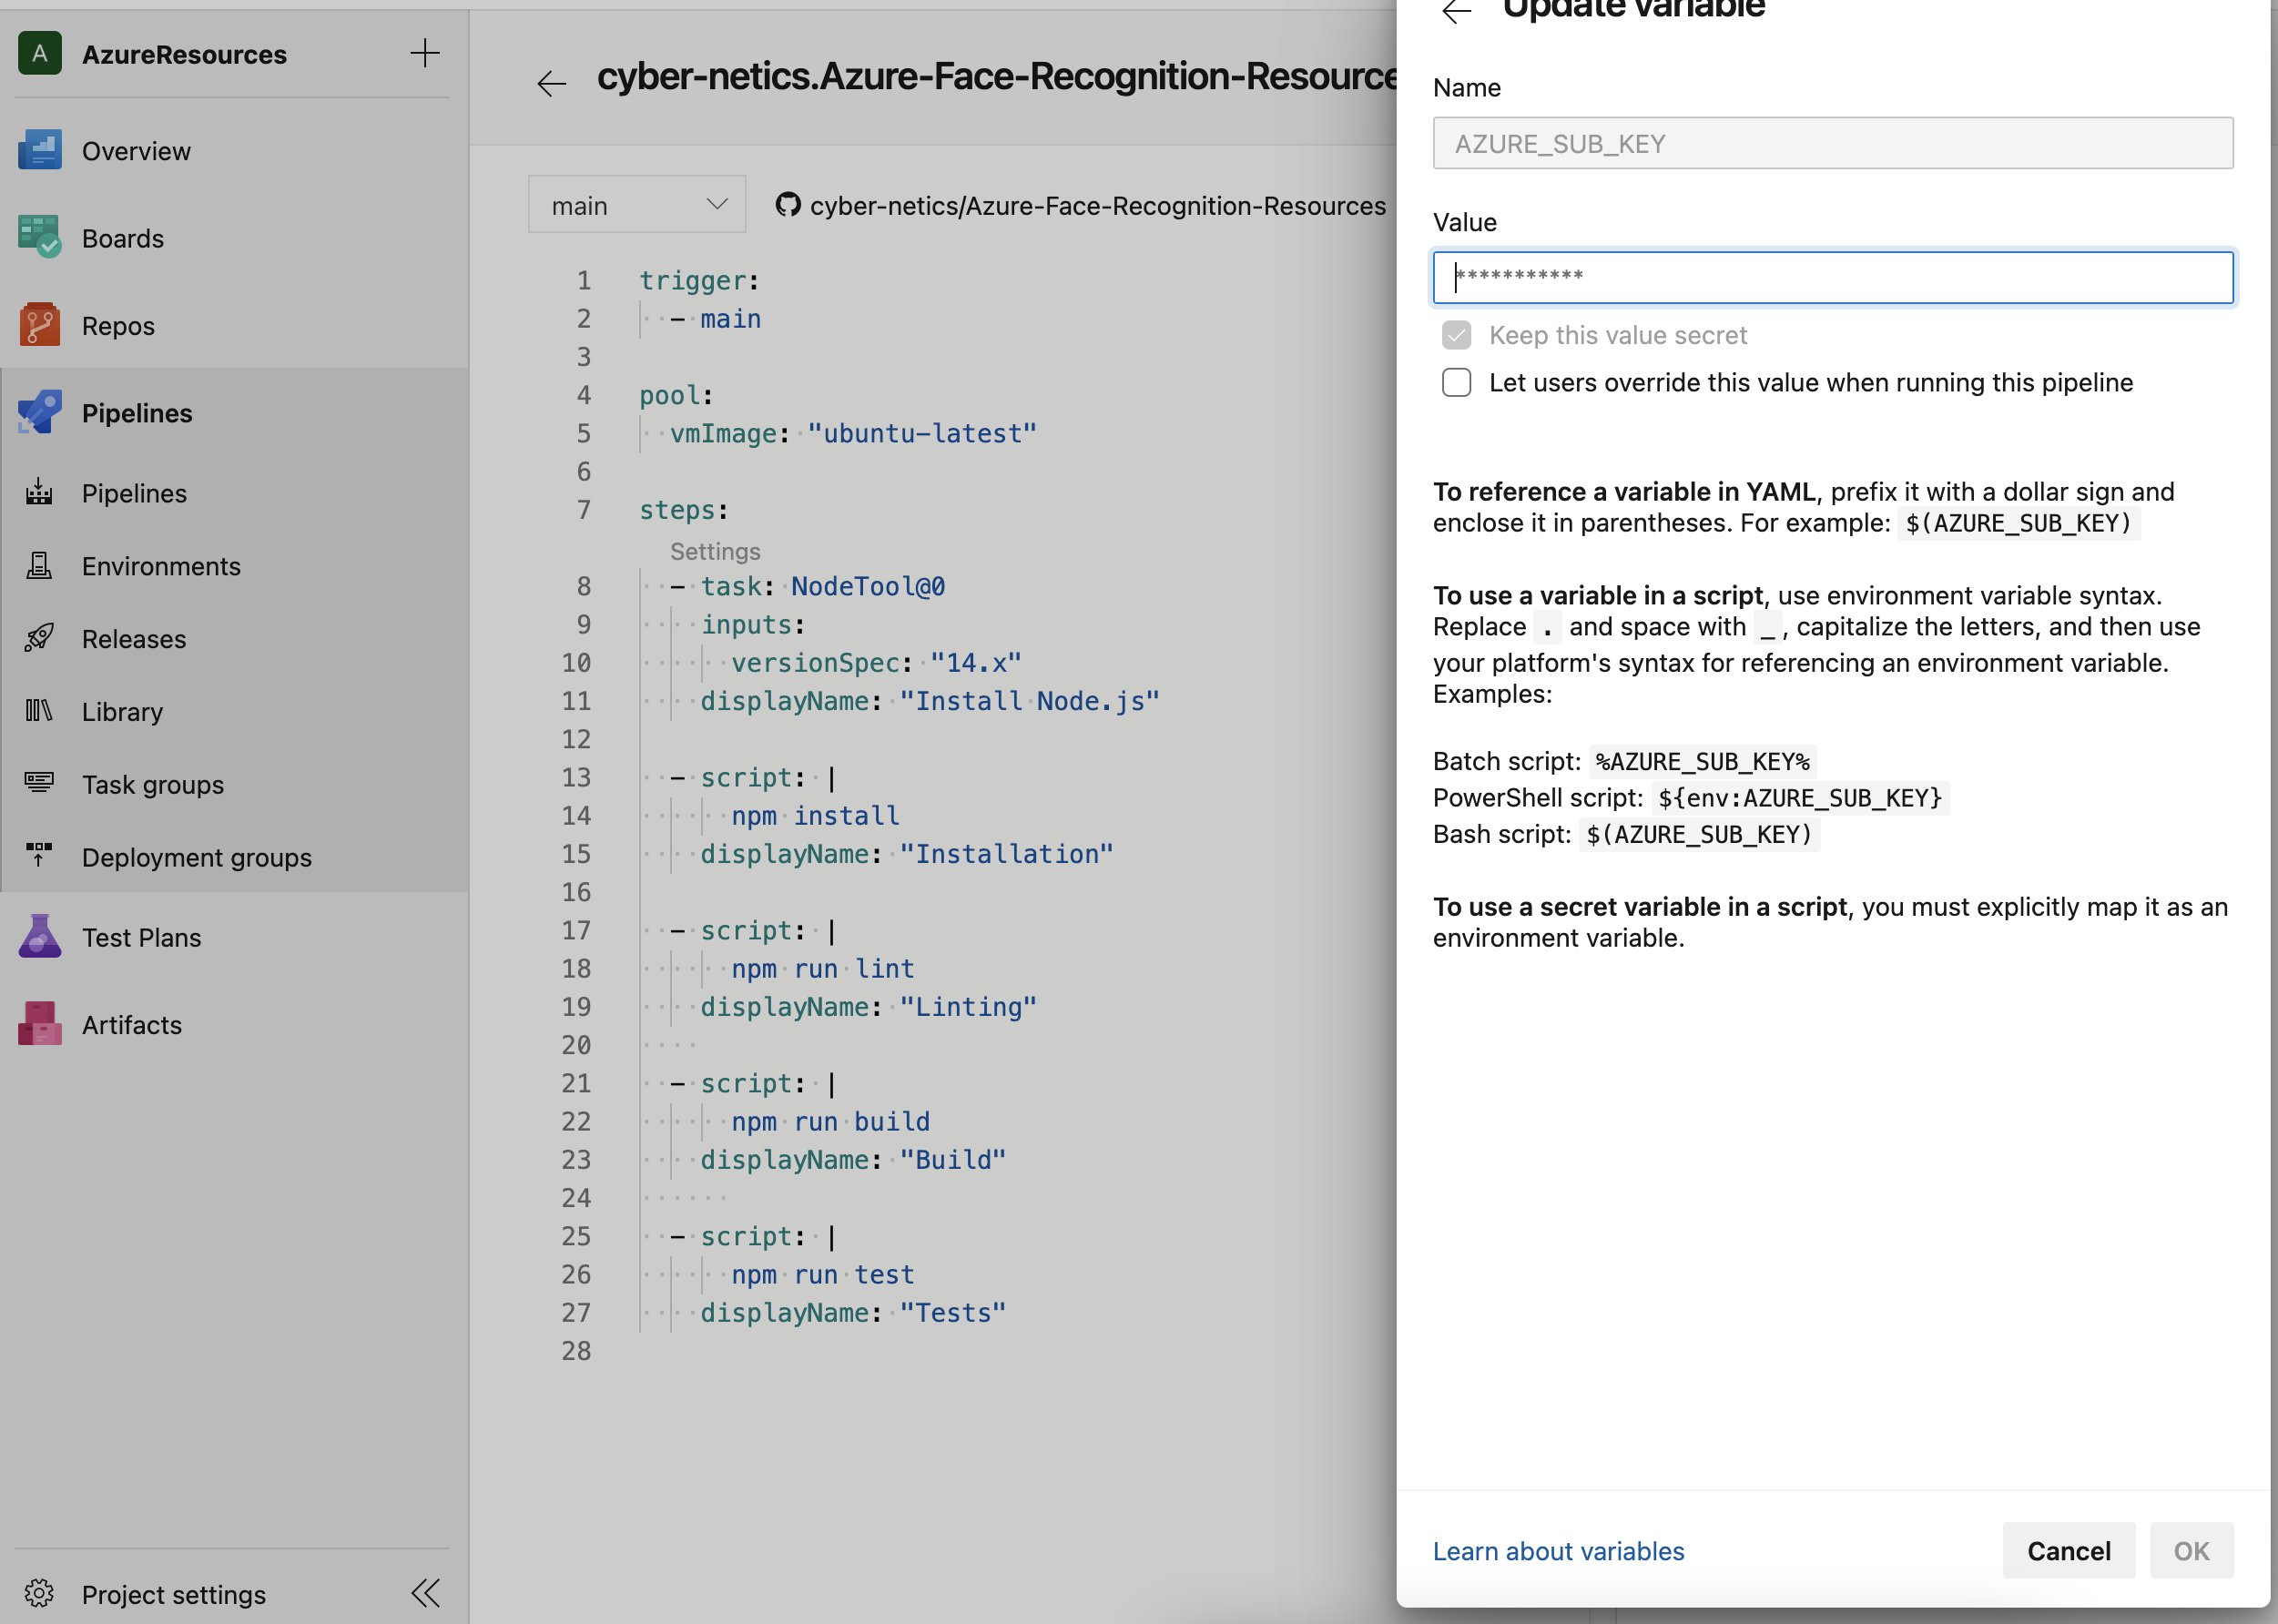 A AzureResources
Overview
Boards
Repos
Pipelines
Pipelines
Environments
Releases
Library
Task groups
Deployment groups
Test Plans
Artifacts
Project settings
cyber-netics.Azure-Face-Recognition-Resource
main
cyber-netics/Azure-Face-Recognition-Resources
1 trigger:
2 - main
3
4 pool:
5 vmImage: "ubuntu-latest"
6
7 steps:
Settings
8 - task: NodeTool@0
9 inputs:
10 versionSpec: "14.x"
11 displayName: "Install Node.js"
12
13 - script: |
14 npm install
15 displayName: "Installation"
16
17 - script: |
18 npm run lint
19 displayName: "Linting"
20
21 - script: |
22 npm run build
23 displayName: "Build"
24
25 - script: |
26 npm run test
27 displayName: "Tests"
28
Update variable
Name
AZURE_SUB_KEY
Value
***********
Keep this value secret
Let users override this value when running this pipeline
To reference a variable in YAML, prefix it with a dollar sign and
enclose it in parentheses. For example: $(AZURE_SUB_KEY)
To use a variable in a script, use environment variable syntax.
Replace . and space with _, capitalize the letters, and then use
your platform's syntax for referencing an environment variable.
Examples:
Batch script: %AZURE_SUB_KEY%
PowerShell script: ${env:AZURE_SUB_KEY}
Bash script: $(AZURE_SUB_KEY)
To use a secret variable in a script, you must explicitly map it as an
environment variable.
Learn about variables
Cancel
OK